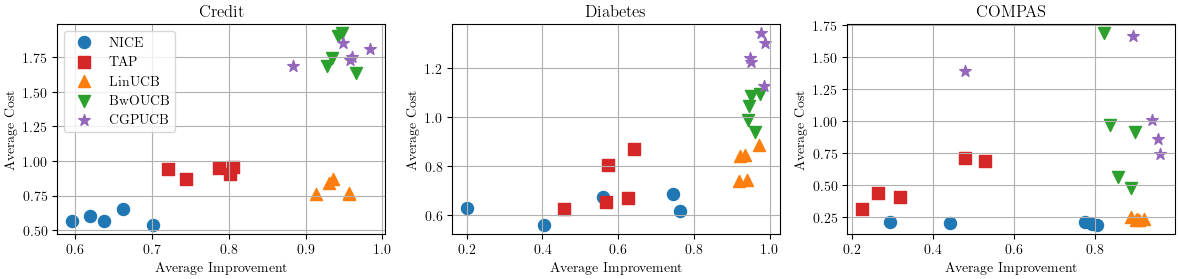 Credit
Average Cost
1.75
1.50
1.25
1.00
0.75
0.50
NICE
TAP
LinUCB
BwOUCB
CGPUCB
0.6 0.7 0.8 0.9 1.0
Average Improvement
Diabetes
Average Cost
1.2
1.0
0.8
0.6
0.2 0.4 0.6 0.8 1.0
Average Improvement
COMPAS
Average Cost
1.75
1.50
1.25
1.00
0.75
0.50
0.25
0.2 0.4 0.6 0.8
Average Improvement